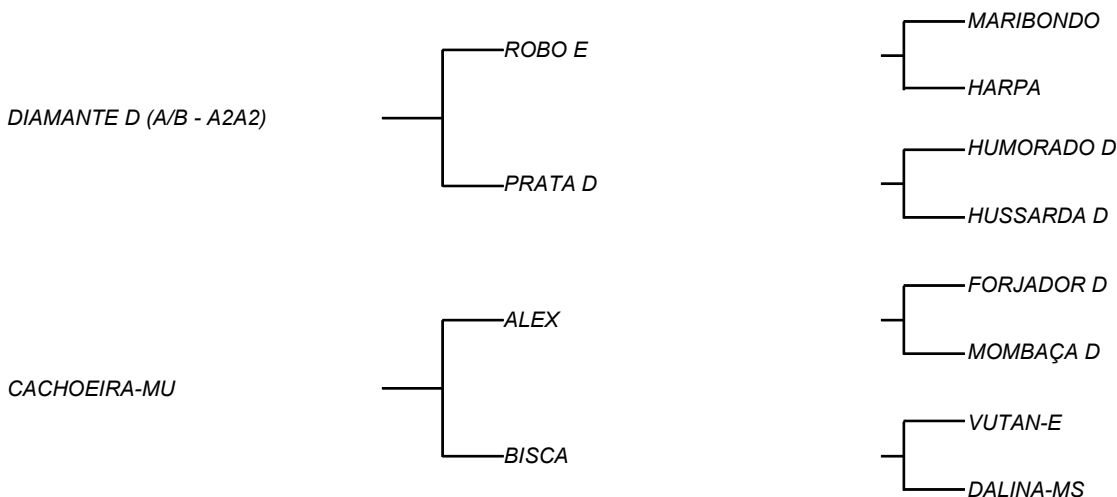 MARIBONDO
ROBO E
HARPA
DIAMANTE D (A/B - A2A2)
HUMORADO D
PRATA D
HUSSARDA D
FORJADOR D
ALEX
MOMBAÇA D
CACHOEIRA-MU
VUTAN-E
BISCA
DALINA-MS